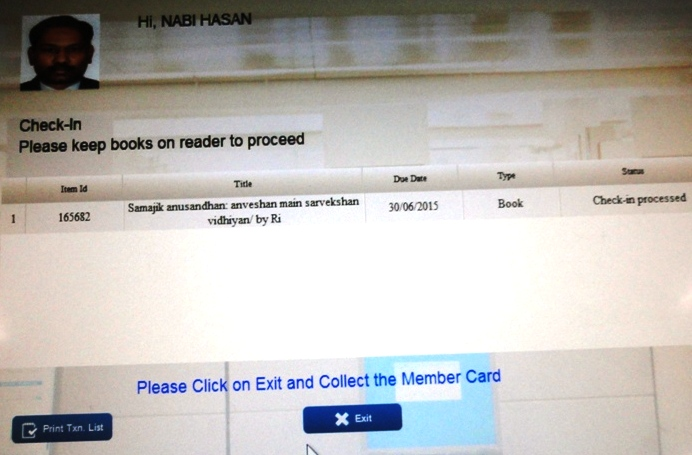 Hi, NABI HASAN
Check-In
Please keep books on reader to proceed
Item Id Title Due Date Type Status
1 165682 Samajik anusandhan: anveshan main sarvekshan 30/06/2015 Book Check-in processed
vidhiyan/ by Ri
Please Click on Exit and Collect the Member Card
Print Txn. List
Exit